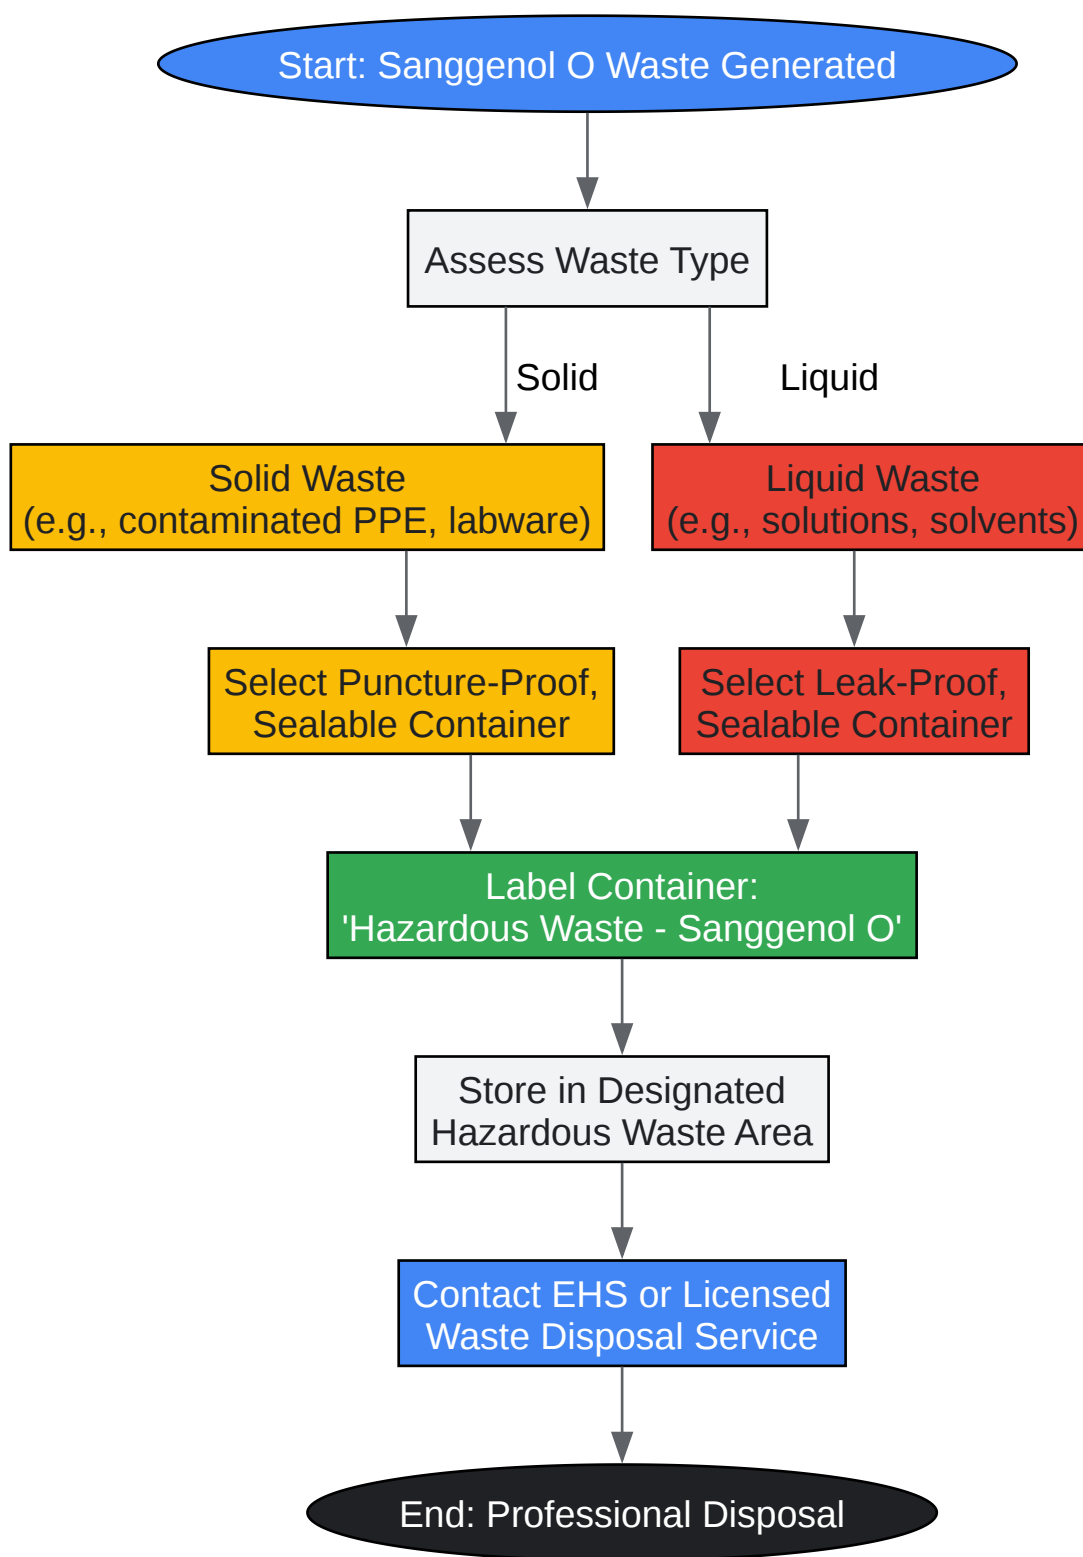 Start: Sanggenol O Waste Generated
Assess Waste Type
Solid
Liquid
Solid Waste
(e.g., contaminated PPE, labware)
Liquid Waste
(e.g., solutions, solvents)
Select Puncture-Proof,
Sealable Container
Select Leak-Proof,
Sealable Container
Label Container:
'Hazardous Waste - Sanggenol O'
Store in Designated
Hazardous Waste Area
Contact EHS or Licensed
Waste Disposal Service
End: Professional Disposal